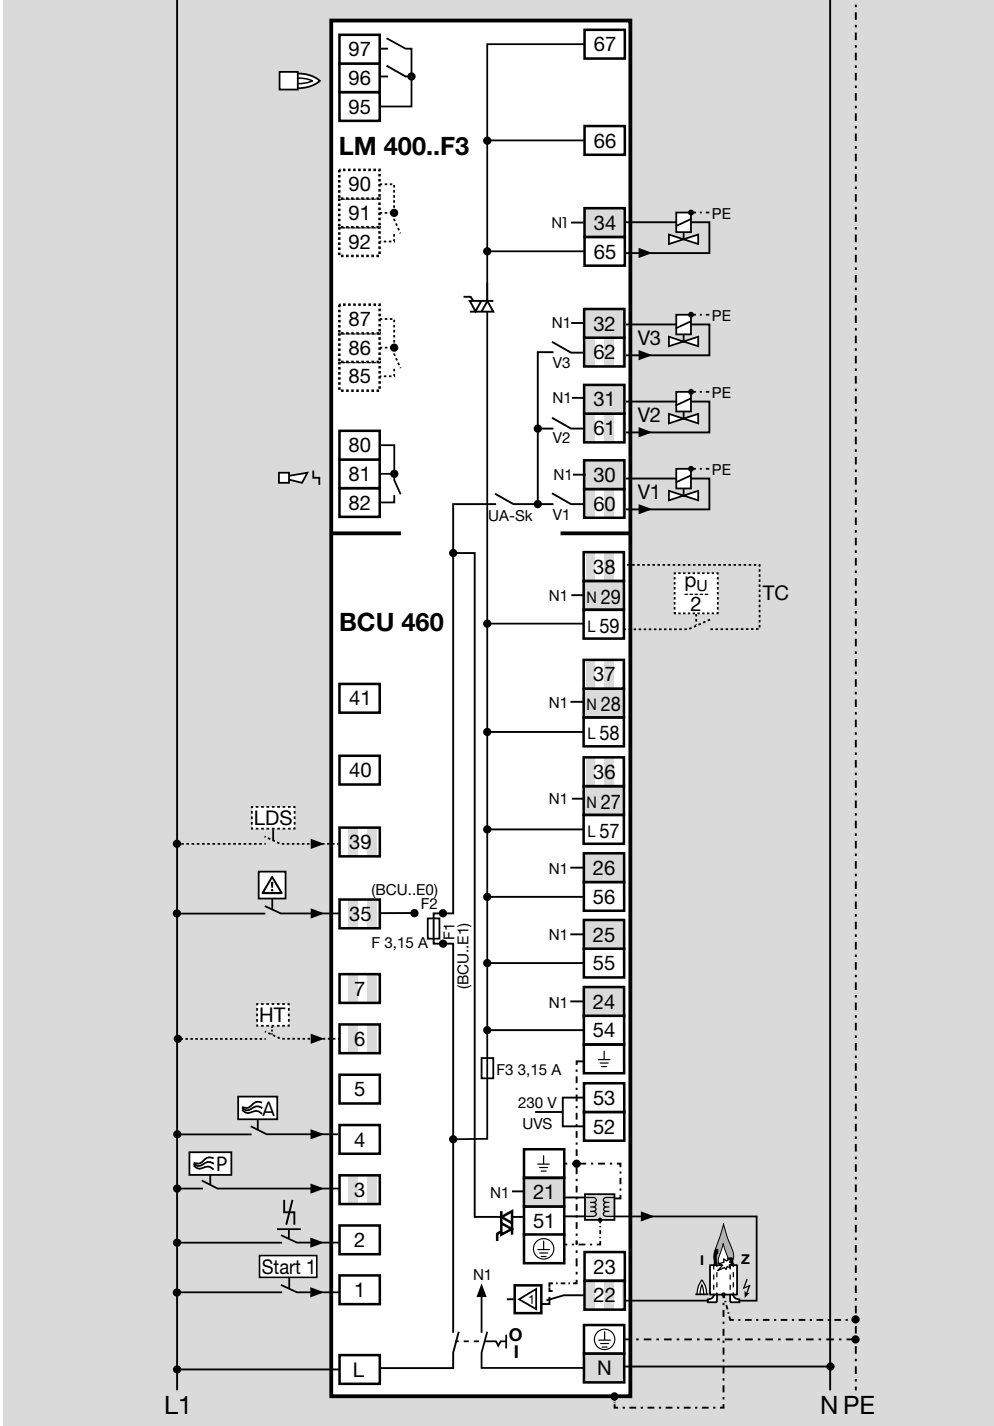 97
96
95
LM 400..F3
90
91
92
87
86
85
80
81
82
67
66
N1
34
PE
65
N1
32
PE
V3
62
V3
N1
31
PE
V2
61
V2
N1
30
PE
V1
60
V1
UA-Sk
BCU 460
38
N1
N 29
L 59
pU
2
TC
37
N1
N 28
L 58
36
N1
N 27
L 57
N1
26
56
N1
25
55
N1
24
54
F3 3,15 A
53
230 V
UVS
52
N1
21
51
23
22
1
I
Z
N1
O
I
N
41
40
LDS
39
35
(BCU..E0)
F2
F1
F 3,15 A
(BCU..E1)
7
HT
6
5
A
4
P
3
2
Start 1
1
L
L1
N PE